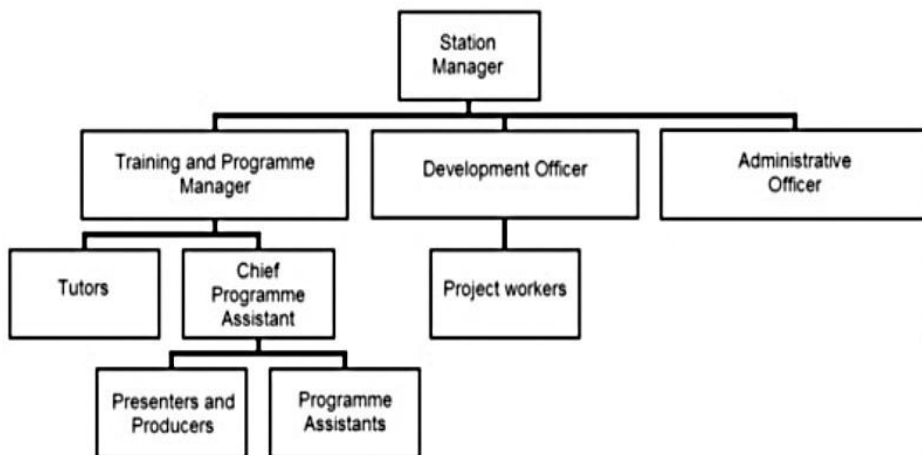 Station
Manager
Training and Programme
Manager
Development Officer
Administrative
Officer
Tutors
Chief
Programme
Assistant
Project workers
Presenters and
Producers
Programme
Assistants